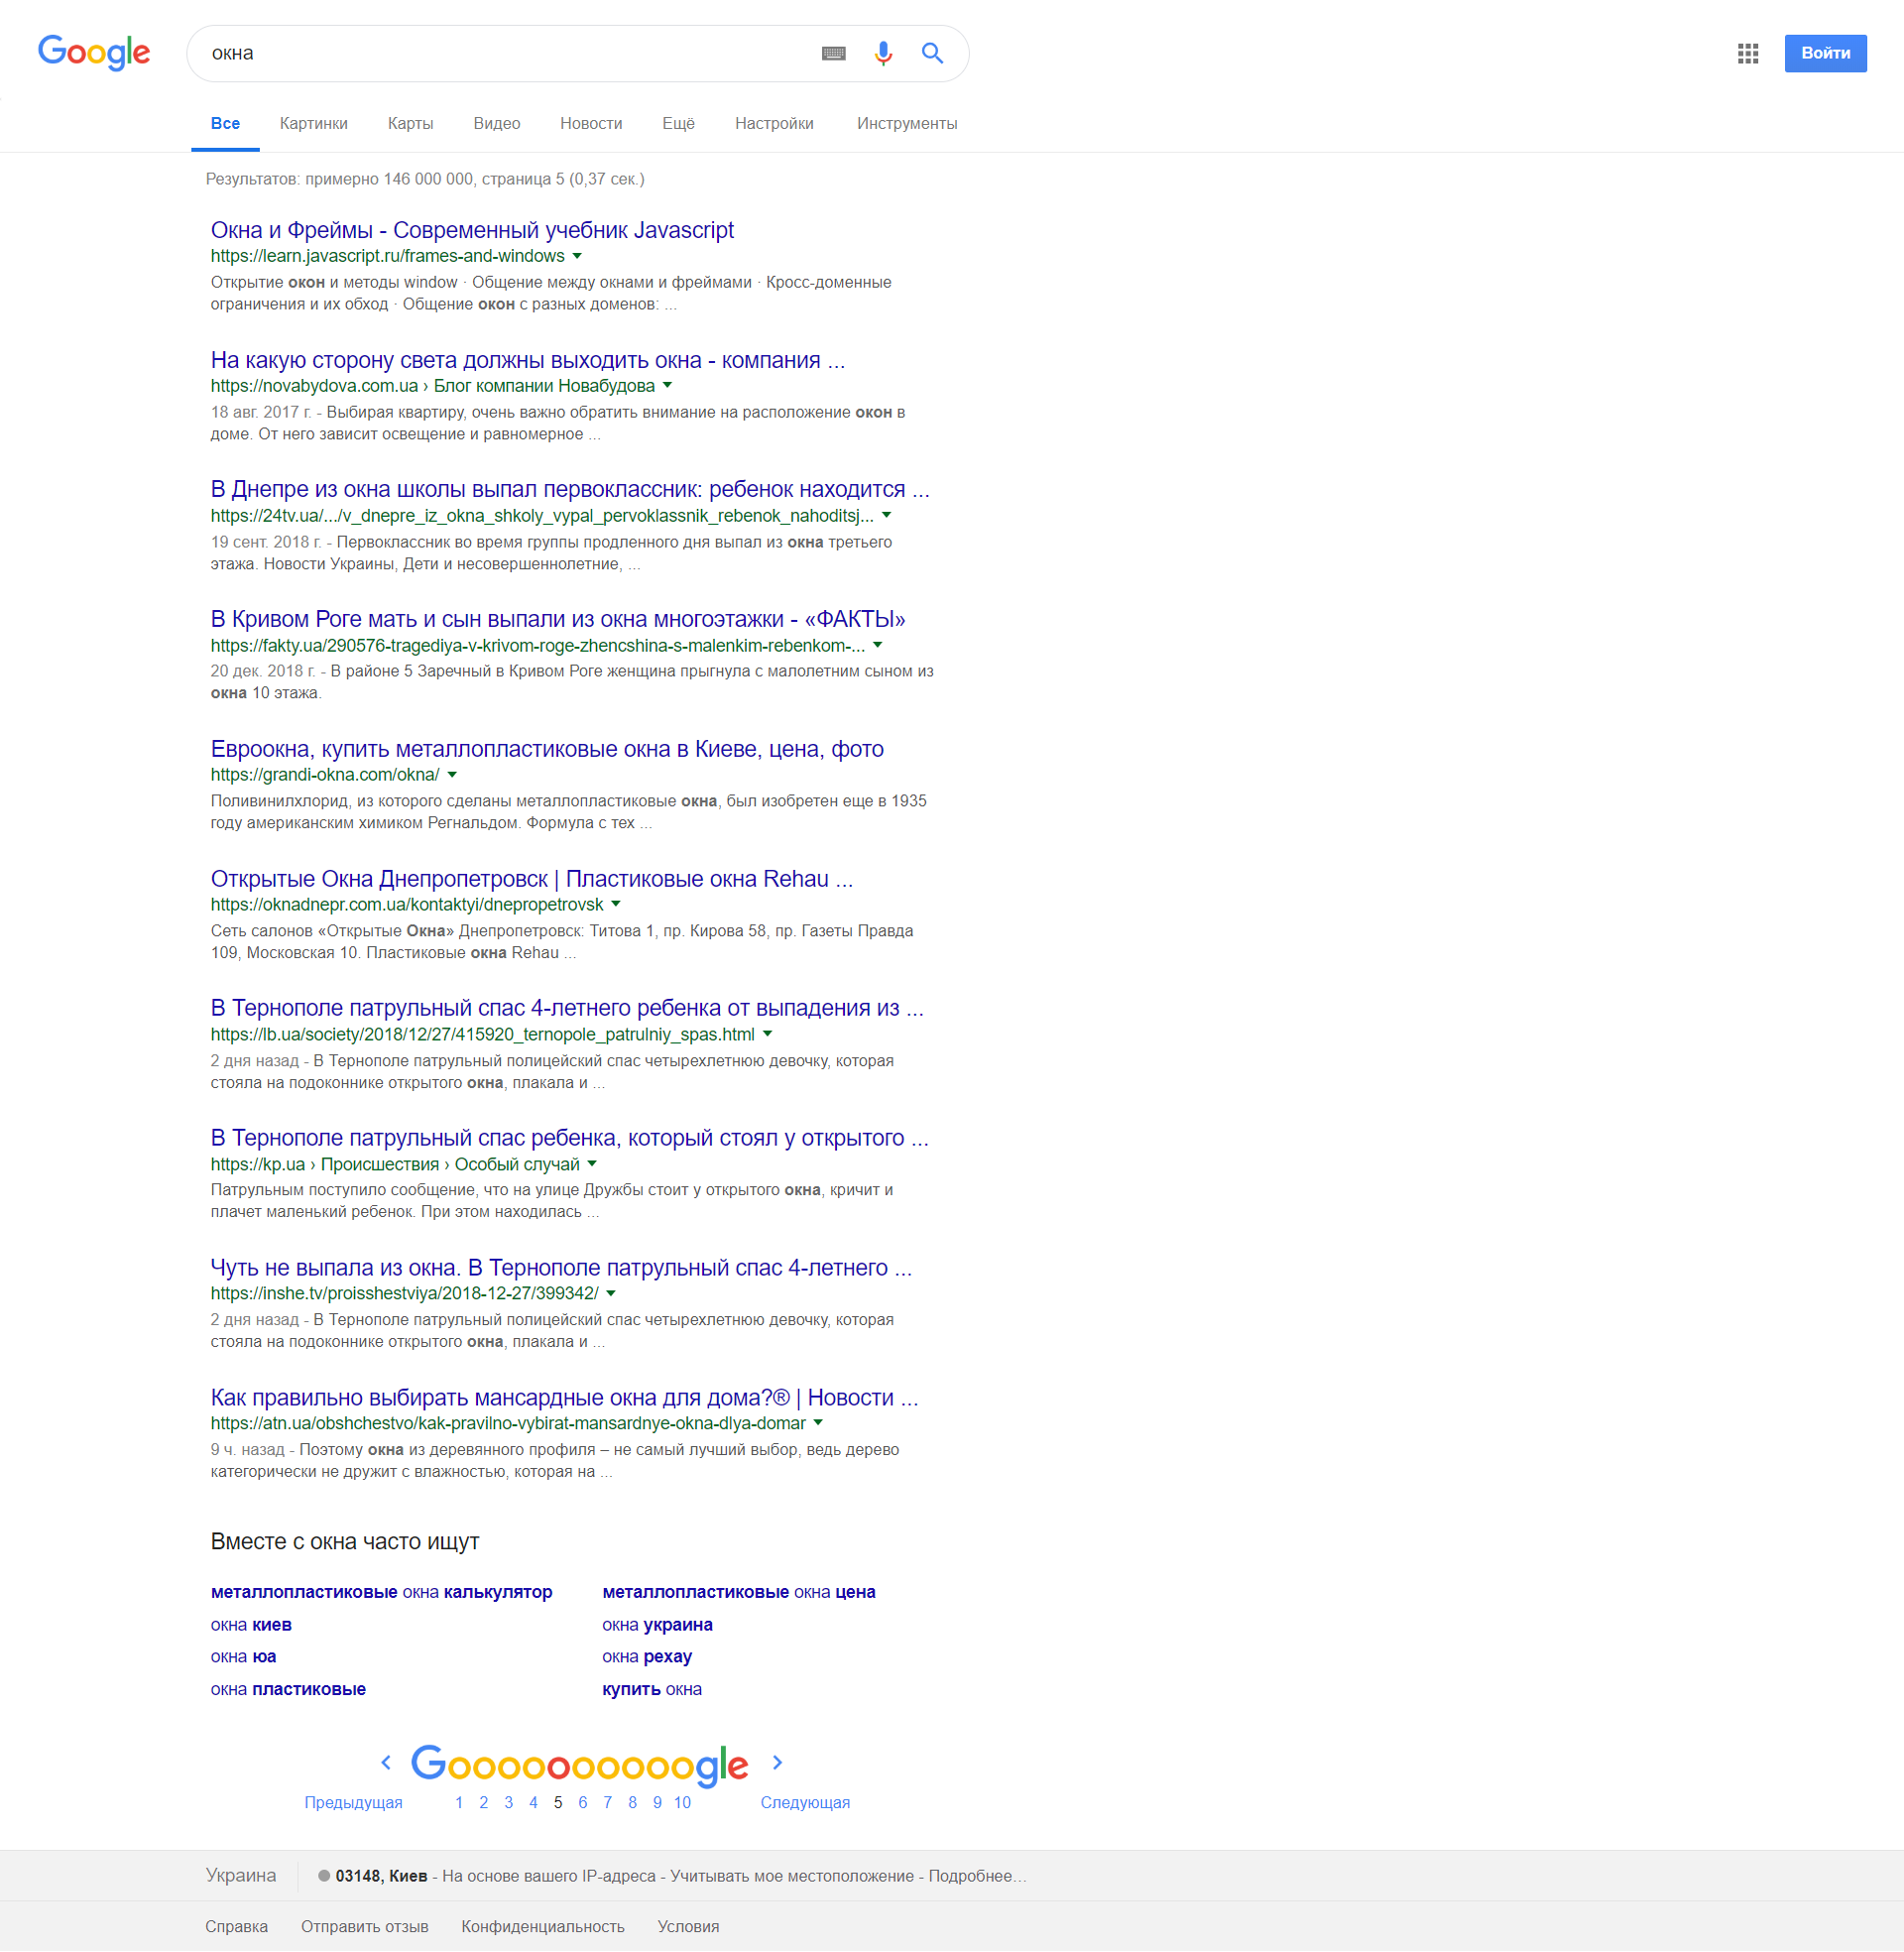 Google
окна
Войти
Все Картинки Карты Видео Новости Ещё Настройки Инструменты
Результатов: примерно 146 000 000, страница 5 (0,37 сек.)
Окна и Фреймы - Современный учебник Javascript
https://learn.javascript.ru/frames-and-windows
Открытие окон и методы window · Общение между окнами и фреймами · Кросс-доменные
ограничения и их обход · Общение окон с разных доменов: ...
На какую сторону света должны выходить окна - компания ...
https://novabydova.com.ua › Блог компании Новабудова
18 авг. 2017 г. - Выбирая квартиру, очень важно обратить внимание на расположение окон в
доме. От него зависит освещение и равномерное ...
В Днепре из окна школы выпал первоклассник: ребенок находится ...
https://24tv.ua/.../v_dnepre_iz_okna_shkoly_vypal_pervoklassnik_rebenok_nahoditsj...
19 сент. 2018 г. - Первоклассник во время группы продленного дня выпал из окна третьего
этажа. Новости Украины, Дети и несовершеннолетние, ...
В Кривом Роге мать и сын выпали из окна многоэтажки - «ФАКТЫ»
https://fakty.ua/290576-tragediya-v-krivom-roge-zhencshina-s-malenkim-rebenkom-...
20 дек. 2018 г. - В районе 5 Заречный в Кривом Роге женщина прыгнула с малолетним сыном из
окна 10 этажа.
Евроокна, купить металлопластиковые окна в Киеве, цена, фото
https://grandi-okna.com/okna/
Поливинилхлорид, из которого сделаны металлопластиковые окна, был изобретен еще в 1935
году американским химиком Регнальдом. Формула с тех ...
Открытые Окна Днепропетровск | Пластиковые окна Rehau ...
https://oknadnepr.com.ua/kontaktyi/dnepropetrovsk
Сеть салонов «Открытые Окна» Днепропетровск: Титова 1, пр. Кирова 58, пр. Газеты Правда
109, Московская 10. Пластиковые окна Rehau ...
В Тернополе патрульный спас 4-летнего ребенка от выпадения из ...
https://lb.ua/society/2018/12/27/415920_ternopole_patrulniy_spas.html
2 дня назад - В Тернополе патрульный полицейский спас четырехлетнюю девочку, которая
стояла на подоконнике открытого окна, плакала и ...
В Тернополе патрульный спас ребенка, который стоял у открытого ...
https://kp.ua › Происшествия › Особый случай
Патрульным поступило сообщение, что на улице Дружбы стоит у открытого окна, кричит и
плачет маленький ребенок. При этом находилась ...
Чуть не выпала из окна. В Тернополе патрульный спас 4-летнего ...
https://inshe.tv/proisshestviya/2018-12-27/399342/
2 дня назад - В Тернополе патрульный полицейский спас четырехлетнюю девочку, которая
стояла на подоконнике открытого окна, плакала и ...
Как правильно выбирать мансардные окна для дома?® | Новости ...
https://atn.ua/obshchestvo/kak-pravilno-vybirat-mansardnye-okna-dlya-domar
9 ч. назад - Поэтому окна из деревянного профиля – не самый лучший выбор, ведь дерево
категорически не дружит с влажностью, которая на ...
Вместе с окна часто ищут
металлопластиковые окна калькулятор металлопластиковые окна цена
окна киев окна украина
окна юа окна рехау
окна пластиковые купить окна
Goooooooooogle
Предыдущая 1 2 3 4 5 6 7 8 9 10 Следующая
Украина 03148, Киев - На основе вашего IP-адреса - Учитывать мое местоположение - Подробнее…
Справка Отправить отзыв Конфиденциальность Условия